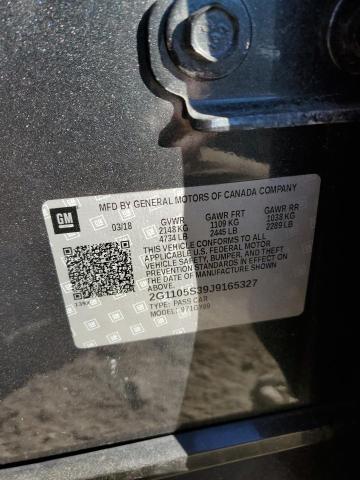 MFD BY GENERAL MOTORS OF CANADA COMPANY
GM
03/18
GVWR GAWR FRT GAWR RR
2148 KG 1109 KG 1038 KG
4734 LB 2445 LB 2289 LB
THIS VEHICLE CONFORMS TO ALL APPLICABLE
U.S. FEDERAL MOTOR
VEHICLE SAFETY, BUMPER, AND THEFT
PREVENTION STANDARDS IN EFFECT ON THE
DATE OF MANUFACTURE SHOWN ABOVE.
2G1105S39J9165327
TYPE: PASS CAR
MODEL: